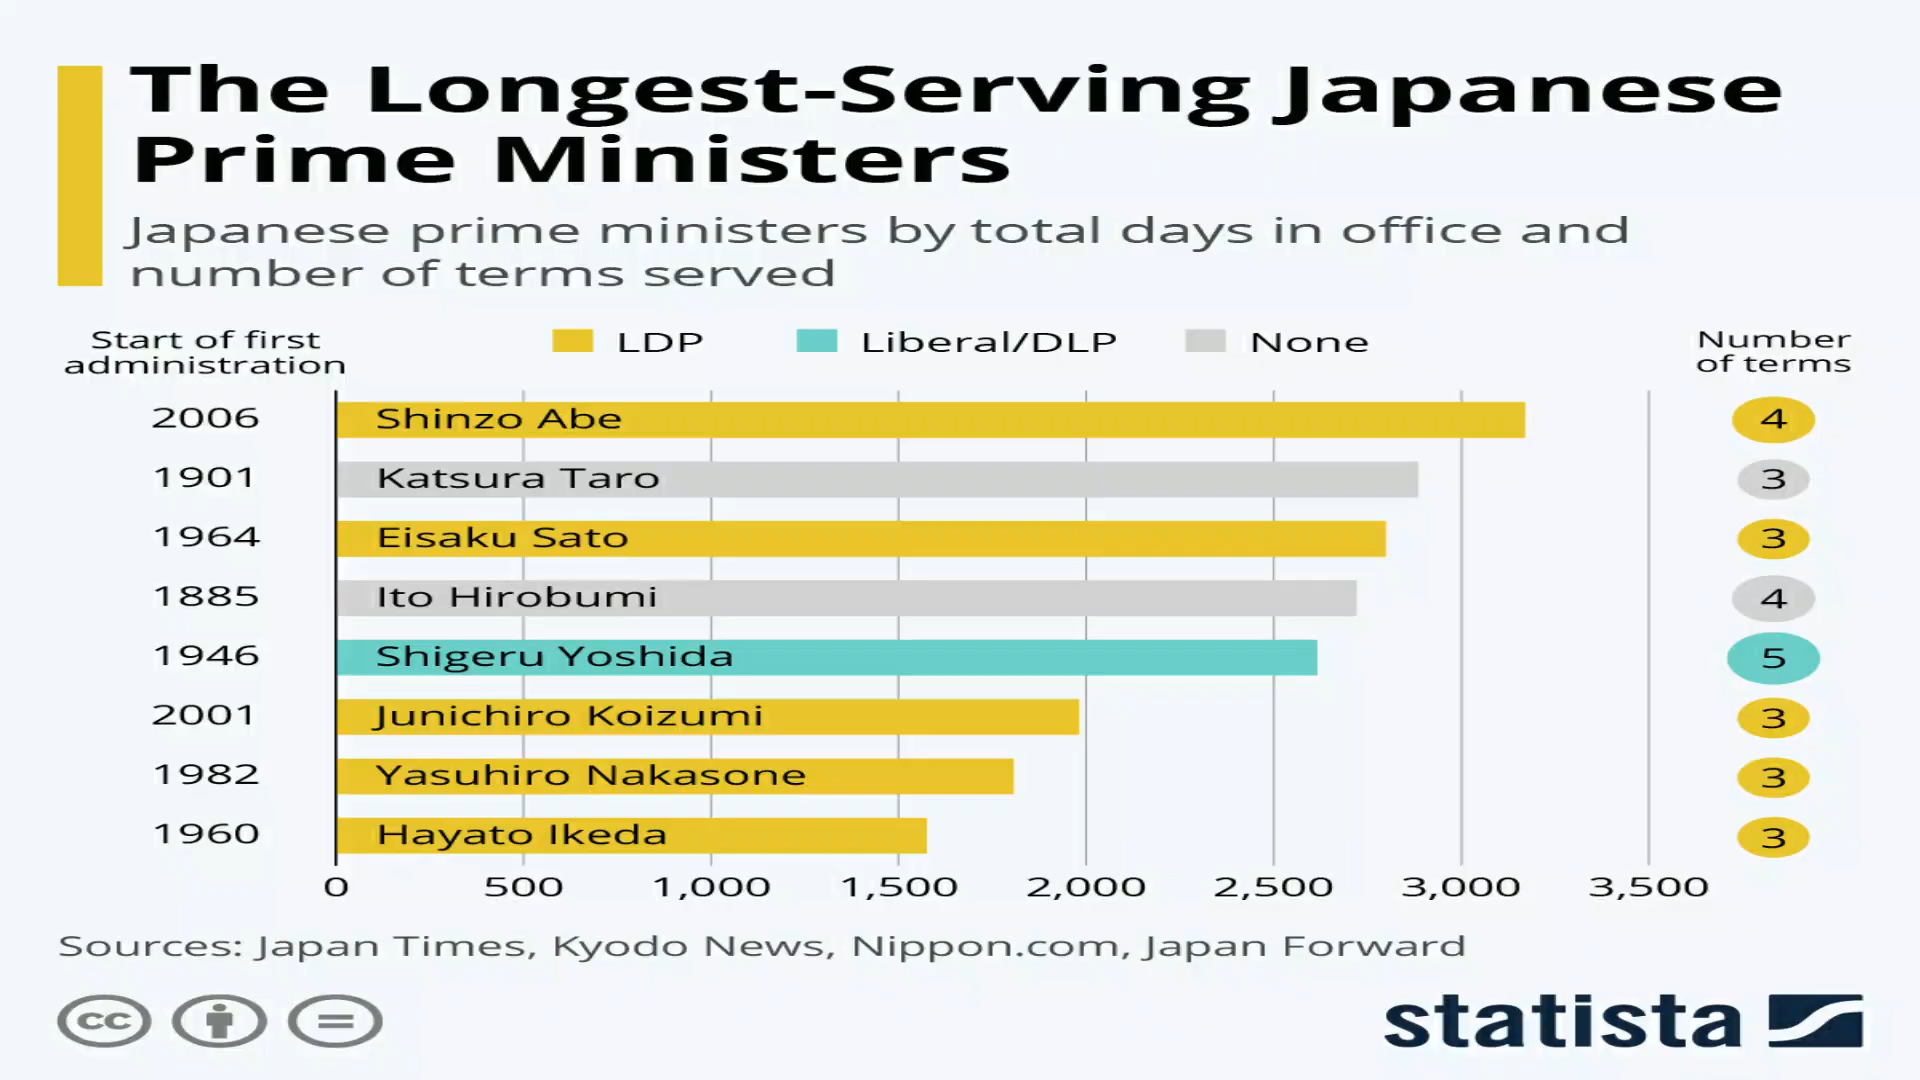 The Longest-Serving Japanese
Prime Ministers
Japanese prime ministers by total days in office and
number of terms served
Start of first
administration
LDP
Liberal/DLP
None
Number
of terms
2006 Shinzo Abe 4
1901 Katsura Taro 3
1964 Eisaku Sato 3
1885 Ito Hirobumi 4
1946 Shigeru Yoshida 5
2001 Junichiro Koizumi 3
1982 Yasuhiro Nakasone 3
1960 Hayato Ikeda 3
0 500 1,000 1,500 2,000 2,500 3,000 3,500
Sources: Japan Times, Kyodo News, Nippon.com, Japan Forward
cc
statista